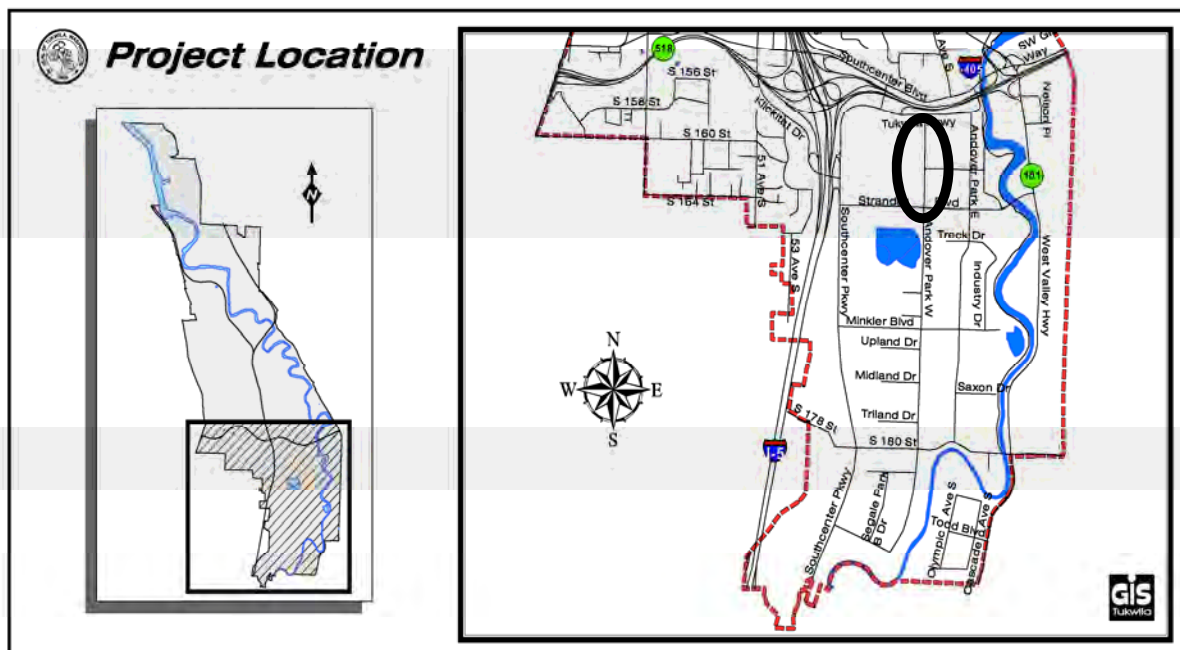 Project Location
N
518
S 156 St
S 158 St
S 160 St
S 164 St
Klickitat Dr
51 Ave S
53 Ave S
Southcenter Blvd
I-405
SW
Way
Nelson Pl
Tukwila Pkwy
Andover Park E
181
Strander Blvd
Southcenter Pkwy
Andover Park W
Treck Dr
Industry Dr
West Valley Hwy
Minkler Blvd
Upland Dr
Midland Dr
Saxon Dr
Triland Dr
S 178 St
S 180 St
I-5
N
W
E
S
Southcenter Pkwy
Segale Park
B Dr
Olympic Ave S
Todd Blvd
Cascade Ave S
GIS
Tukwila